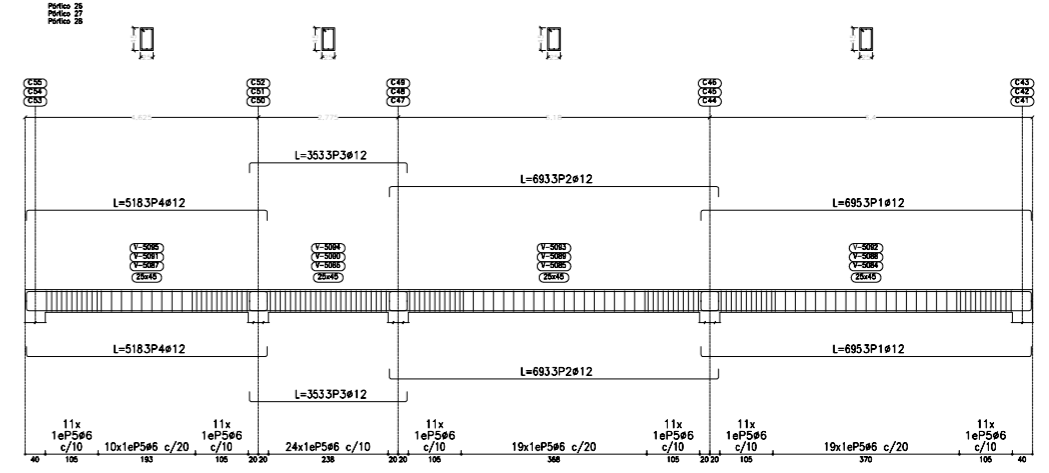 Pórtico 26
Pórtico 27
Pórtico 28
C55 C52 C49 C46 C43
C54 C51 C48 C45 C42
C53 C50 C47 C44 C41
L=3533P3ø12
L=6933P2ø12
L=5183P4ø12 L=6953P1ø12
V-5095 V-5094 V-5093 V-5092
V-5091 V-5090 V-5089 V-5088
V-5087 V-5086 V-5085 V-5084
25x45 25x45 25x45 25x45
L=5183P4ø12 L=6953P1ø12
L=6933P2ø12
L=3533P3ø12
11x 11x 11x 11x 11x 11x
1eP5ø6 1eP5ø6 1eP5ø6 1eP5ø6 1eP5ø6 1eP5ø6
c/10 10x1eP5ø6 c/20 c/10 24x1eP5ø6 c/10 c/10 19x1eP5ø6 c/20 c/10 c/10 19x1eP5ø6 c/20 c/10
40 105 193 105 20 20 238 20 20 105 368 105 20 20 105 370 105 40